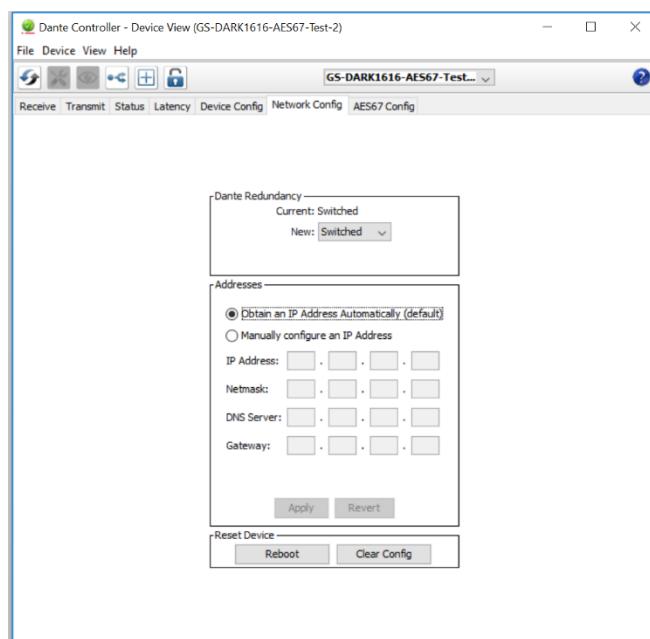 Dante Controller - Device View (GS-DARK1616-AES67-Test-2)
File Device View Help
GS-DARK1616-AES67-Test...
?
Receive Transmit Status Latency Device Config Network Config AES67 Config
Dante Redundancy
Current: Switched
New: Switched
Addresses
Obtain an IP Address Automatically (default)
Manually configure an IP Address
IP Address: . . .
Netmask: . . .
DNS Server: . . .
Gateway: . . .
Apply Revert
Reset Device
Reboot Clear Config